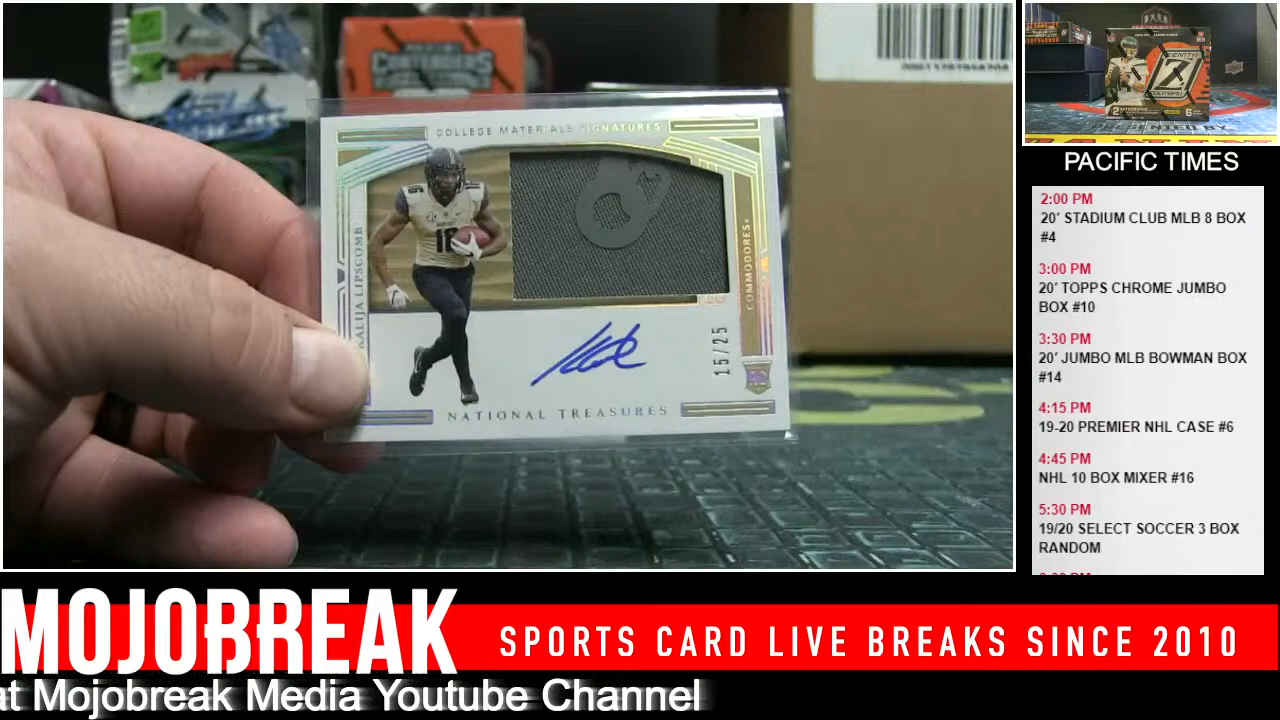 COLLEGE MATERIALS SIGNATURES
KALIJA LIPSCOMB
16
COMMODORES
15/25
RC
NATIONAL TREASURES
ZENITH
PACIFIC TIMES
2:00 PM
20' STADIUM CLUB MLB 8 BOX
#4
3:00 PM
20' TOPPS CHROME JUMBO
BOX #10
3:30 PM
20' JUMBO MLB BOWMAN BOX
#14
4:15 PM
19-20 PREMIER NHL CASE #6
4:45 PM
NHL 10 BOX MIXER #16
5:30 PM
19/20 SELECT SOCCER 3 BOX
RANDOM
MOJOBREAK
SPORTS CARD LIVE BREAKS SINCE 2010
at Mojobreak Media Youtube Channel